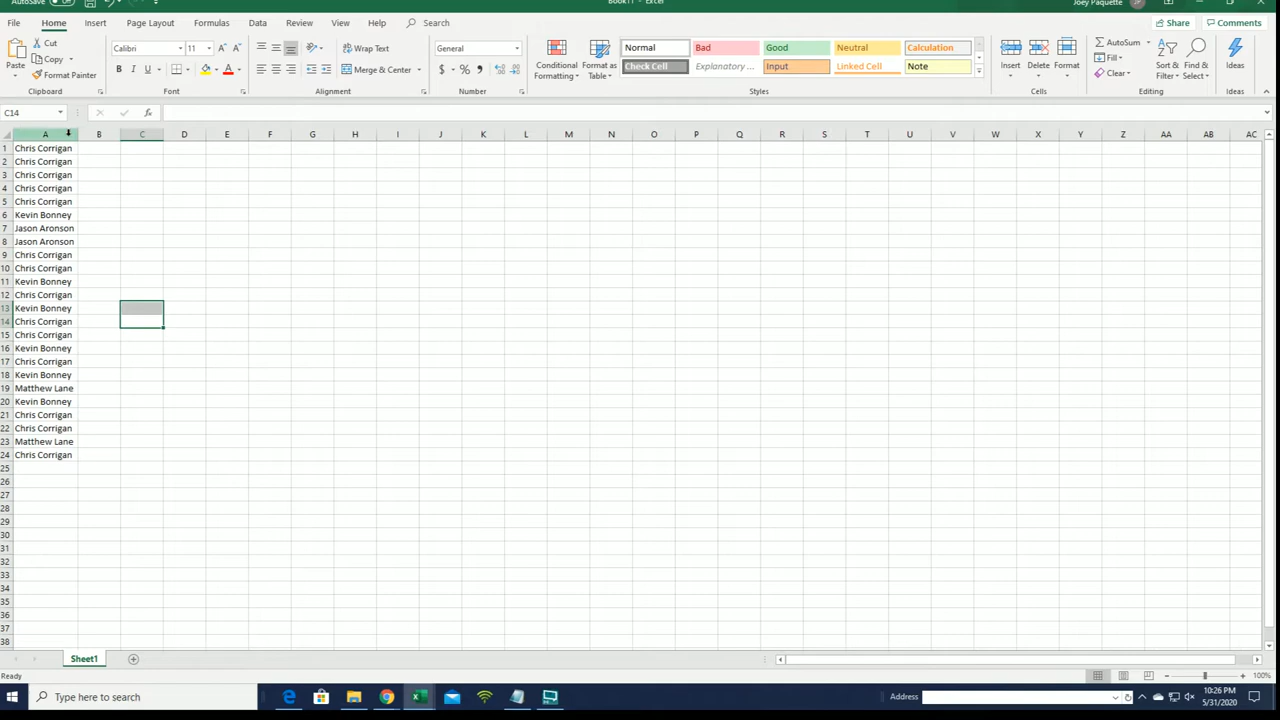 AutoSave Off Book11 - Excel Joey Paquette JP
File Home Insert Page Layout Formulas Data Review View Help Search Share Comments
Paste
Cut
Copy
Format Painter
Clipboard
Calibri 11
B I U
Font
Wrap Text
Merge & Center
Alignment
General
$ % 9
Number
Conditional Formatting
Format as Table
Normal Bad Good Neutral Calculation
Check Cell Explanatory ... Input Linked Cell Note
Styles
Insert Delete Format
Cells
AutoSum
Fill
Clear
Sort & Filter
Find & Select
Editing
Ideas
Ideas
C14 fx
A B C D E F G H I J K L M N O P Q R S T U V W X Y Z AA AB AC
1 Chris Corrigan
2 Chris Corrigan
3 Chris Corrigan
4 Chris Corrigan
5 Chris Corrigan
6 Kevin Bonney
7 Jason Aronson
8 Jason Aronson
9 Chris Corrigan
10 Chris Corrigan
11 Kevin Bonney
12 Chris Corrigan
13 Kevin Bonney
14 Chris Corrigan
15 Chris Corrigan
16 Kevin Bonney
17 Chris Corrigan
18 Kevin Bonney
19 Matthew Lane
20 Kevin Bonney
21 Chris Corrigan
22 Chris Corrigan
23 Matthew Lane
24 Chris Corrigan
25
26
27
28
29
30
31
32
33
34
35
36
37
38
Sheet1
Ready 100%
Type here to search Address 10:26 PM
5/31/2020